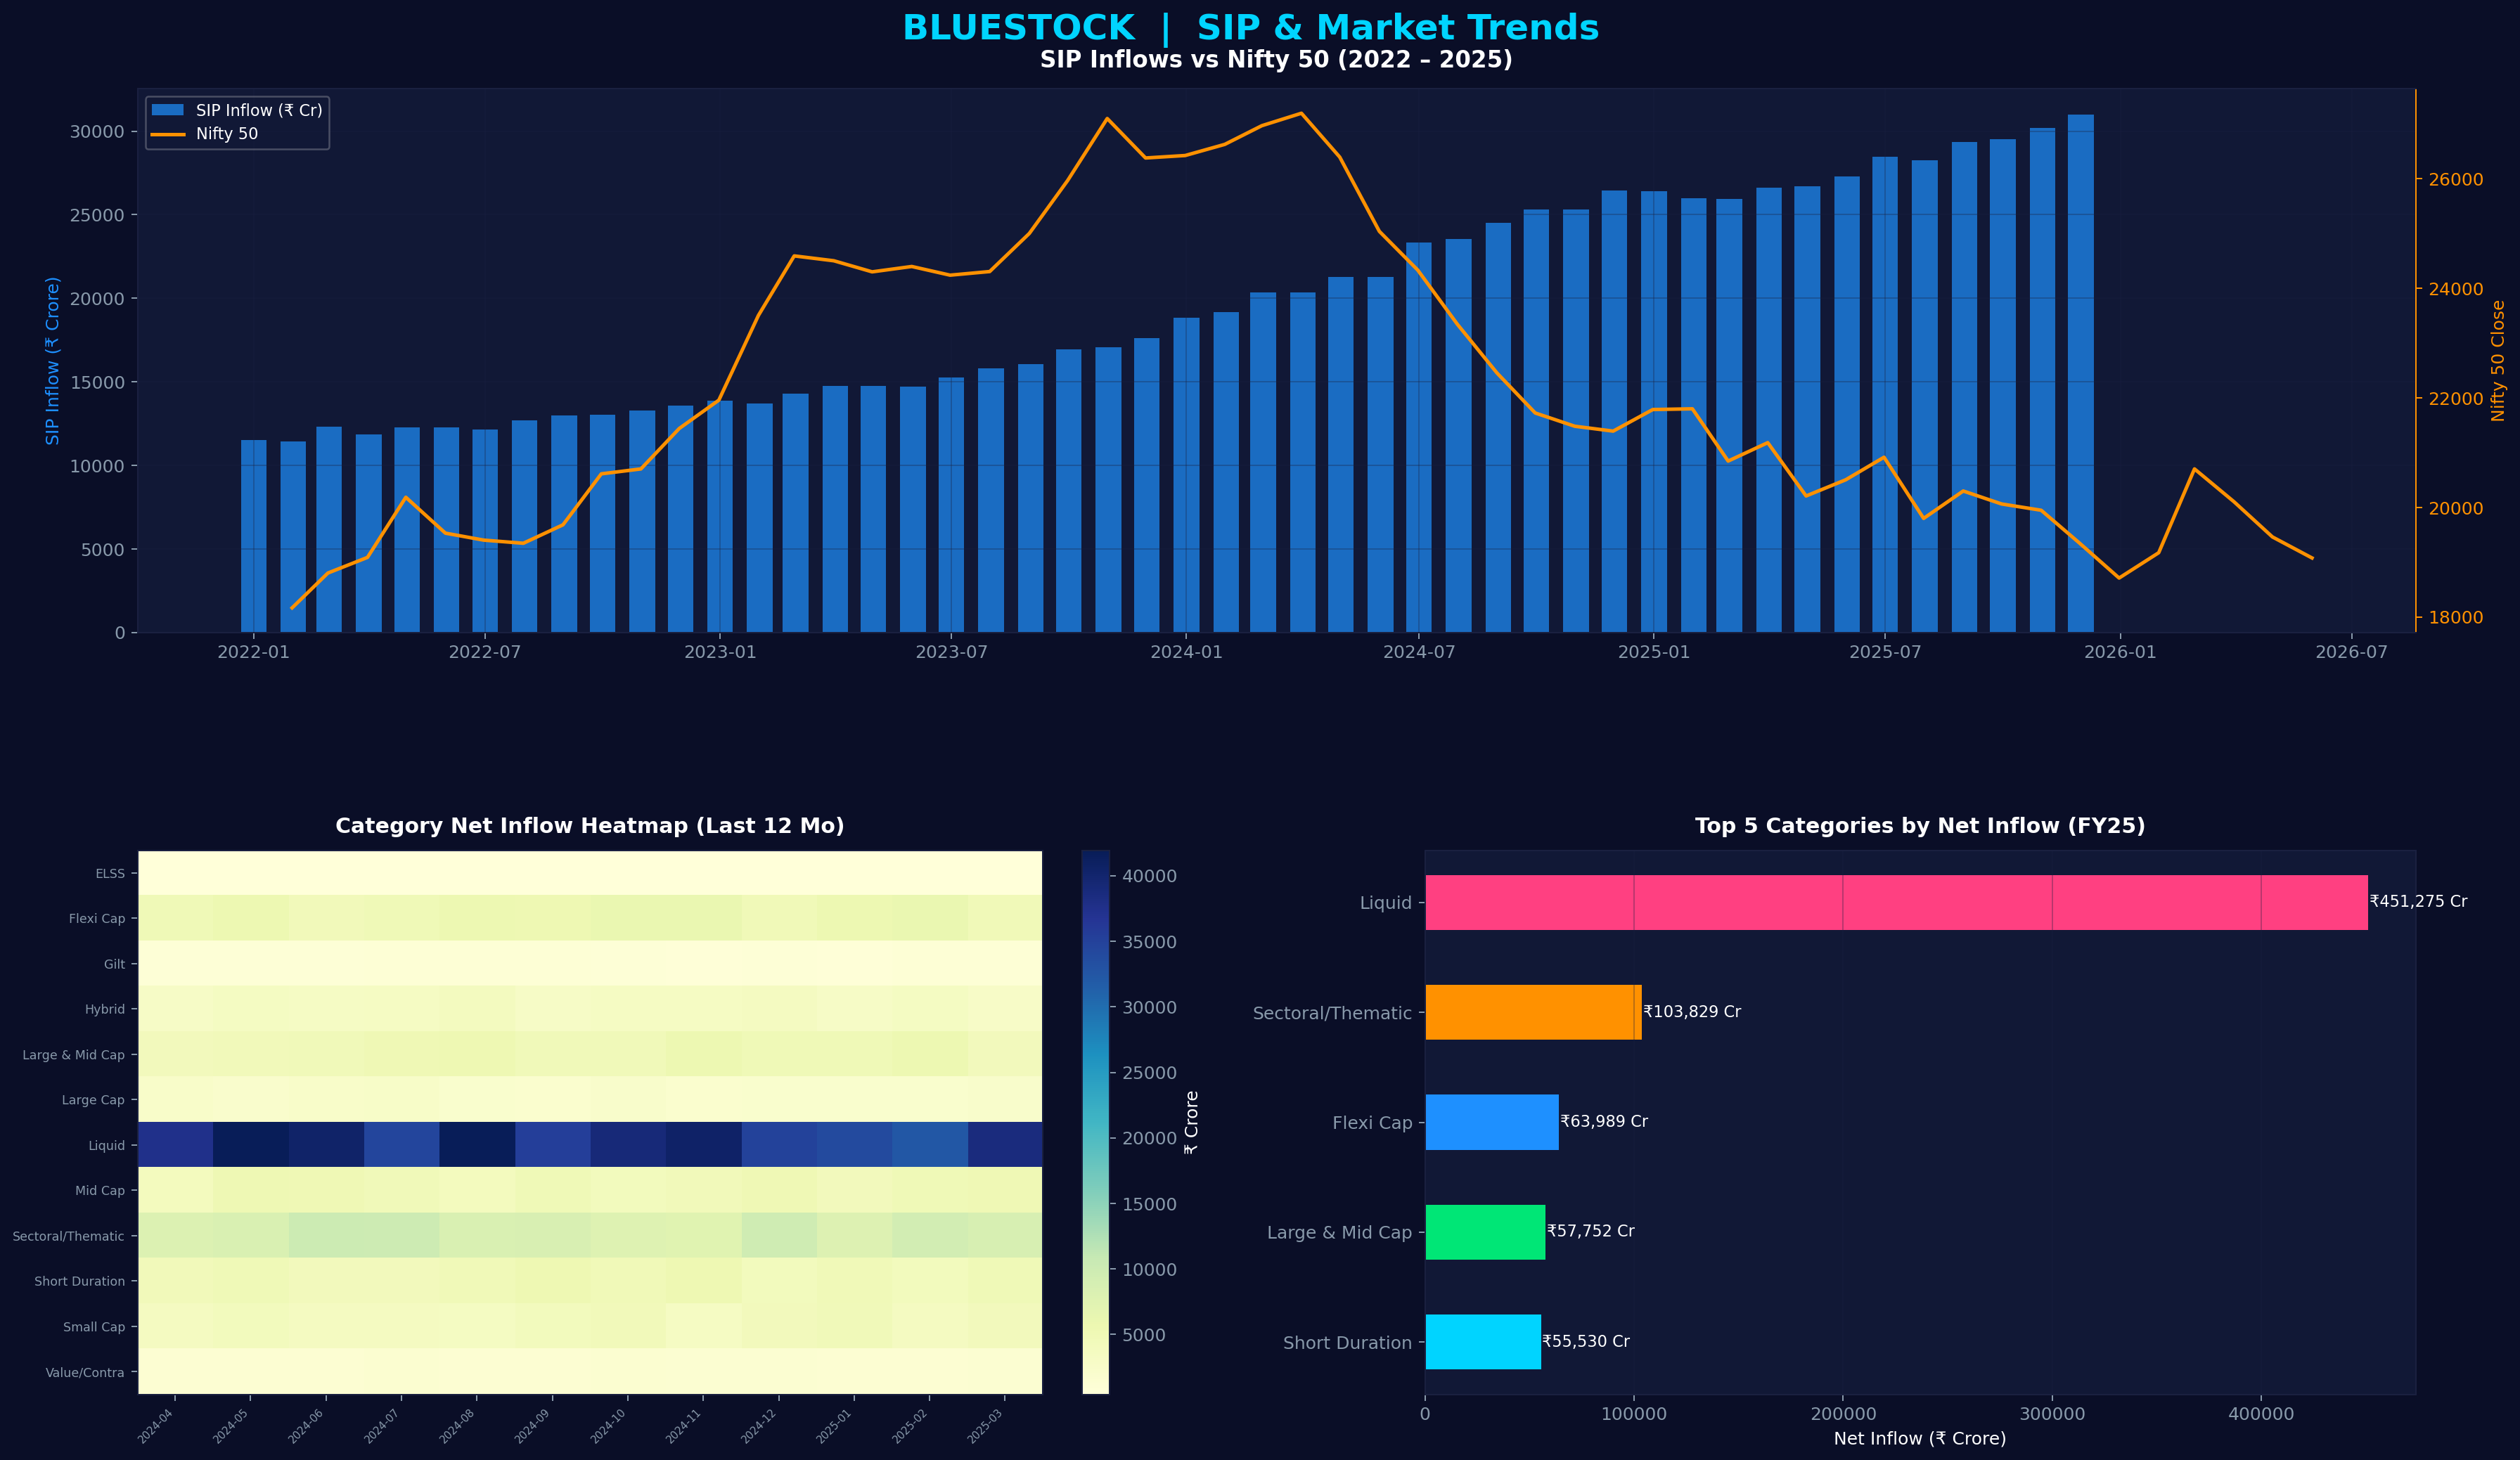 BLUESTOCK | SIP & Market Trends
SIP Inflows vs Nifty 50 (2022 – 2025)
SIP Inflow (₹ Cr)
Nifty 50
SIP Inflow (₹ Crore)
30000
25000
20000
15000
10000
5000
0
26000
24000
22000
20000
18000
Nifty 50 Close
2022-01 2022-07 2023-01 2023-07 2024-01 2024-07 2025-01 2025-07 2026-01 2026-07
Category Net Inflow Heatmap (Last 12 Mo)
ELSS
Flexi Cap
Gilt
Hybrid
Large & Mid Cap
Large Cap
Liquid
Mid Cap
Sectoral/Thematic
Short Duration
Small Cap
Value/Contra
2024-04 2024-05 2024-06 2024-07 2024-08 2024-09 2024-10 2024-11 2024-12 2025-01 2025-02 2025-03
40000
35000
30000
25000
20000
15000
10000
5000
₹ Crore
Top 5 Categories by Net Inflow (FY25)
Liquid ₹451,275 Cr
Sectoral/Thematic ₹103,829 Cr
Flexi Cap ₹63,989 Cr
Large & Mid Cap ₹57,752 Cr
Short Duration ₹55,530 Cr
0 100000 200000 300000 400000
Net Inflow (₹ Crore)